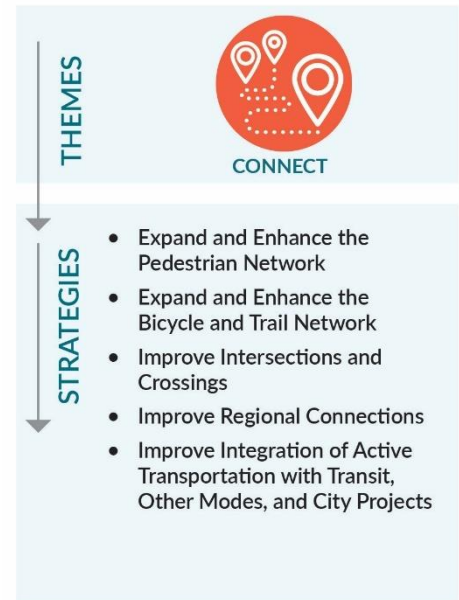 THEMES
CONNECT
STRATEGIES
• Expand and Enhance the
Pedestrian Network
• Expand and Enhance the
Bicycle and Trail Network
• Improve Intersections and
Crossings
• Improve Regional Connections
• Improve Integration of Active
Transportation with Transit,
Other Modes, and City Projects